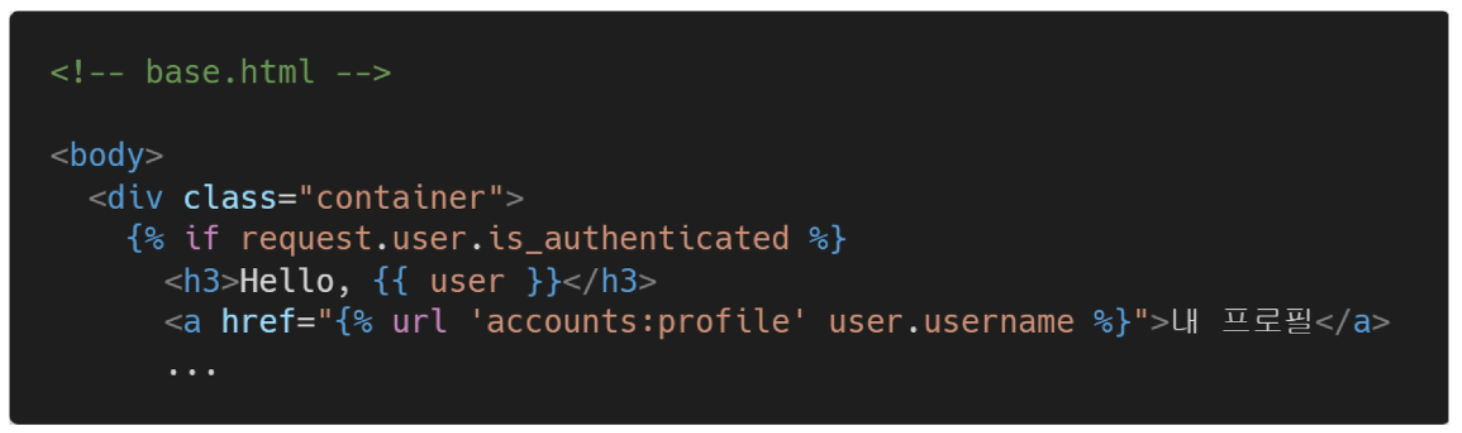 <!-- base.html -->
<body>
<div class="container">
{% if request.user.is_authenticated %}
<h3>Hello, {{ user }}</h3>
<a href="{% url 'accounts:profile' user.username %}">내 프로필</a>
...